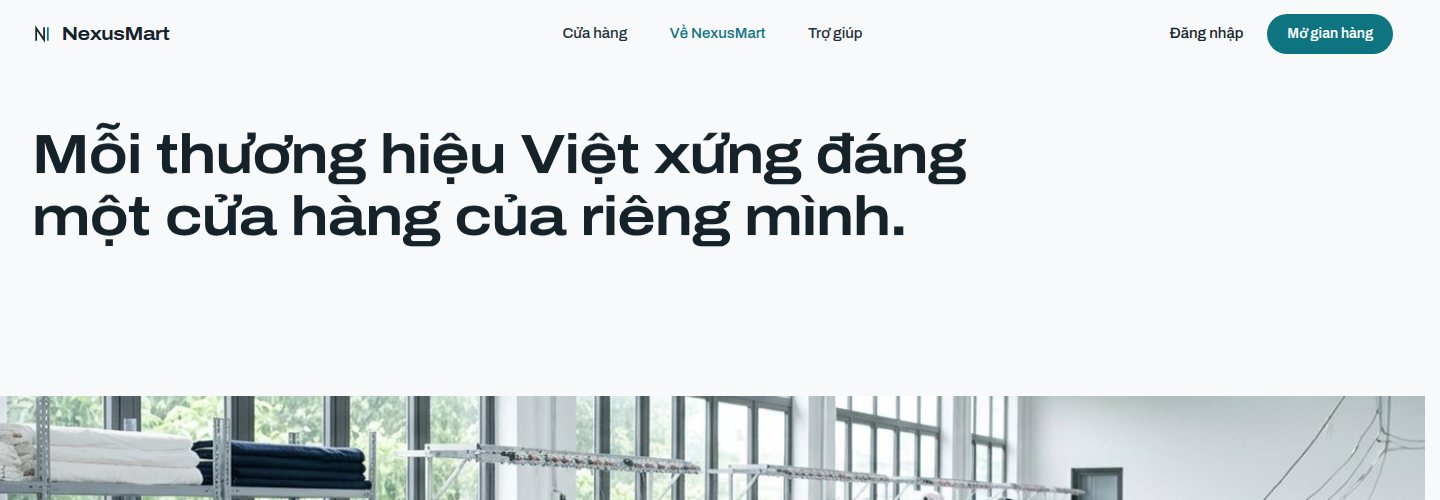 NexusMart
Cửa hàng
Về NexusMart
Trợ giúp
Đăng nhập
Mở gian hàng
Mỗi thương hiệu Việt xứng đáng
một cửa hàng của riêng mình.